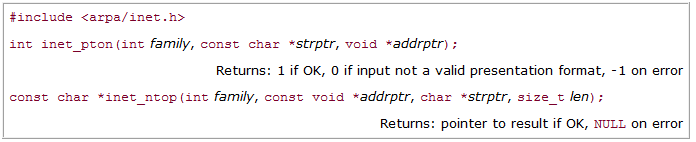 #include <arpa/inet.h>
int inet_pton(int family, const char *strptr, void *addrptr);
Returns: 1 if OK, 0 if input not a valid presentation format, -1 on error
const char *inet_ntop(int family, const void *addrptr, char *strptr, size_t len);
Returns: pointer to result if OK, NULL on error